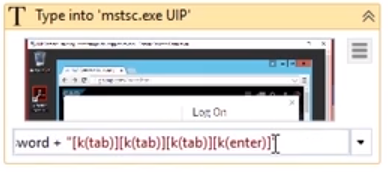 T Type into 'mstsc.exe UIP'
Log On
word + "[k(tab)][k(tab)][k(tab)][k(enter)]"